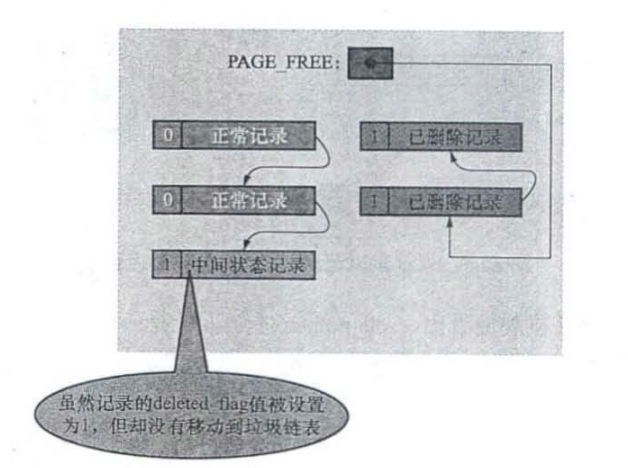 PAGE_FREE:
0 正常记录
1 已删除记录
0 正常记录
1 已删除记录
1 中间状态记录
虽然记录的deleted_flag值被设置
为1，但却没有移动到垃圾链表